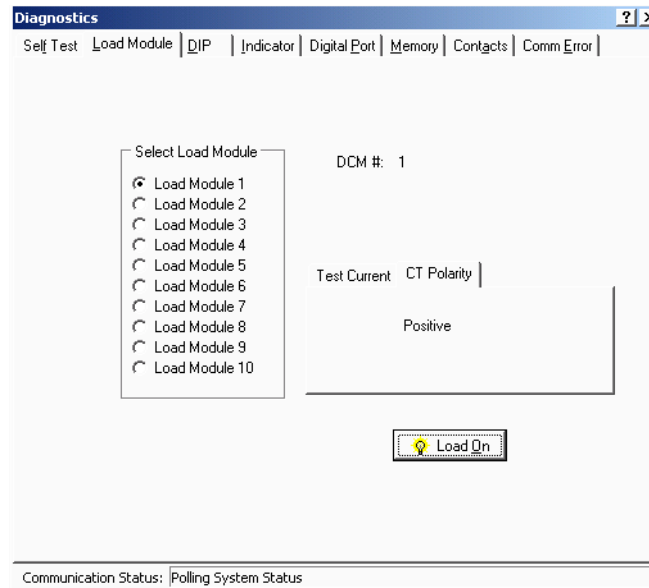 Diagnostics
Self Test Load Module DIP Indicator Digital Port Memory Contacts Comm Error
Select Load Module
Load Module 1
Load Module 2
Load Module 3
Load Module 4
Load Module 5
Load Module 6
Load Module 7
Load Module 8
Load Module 9
Load Module 10
DCM #: 1
Test Current CT Polarity
Positive
Load On
Communication Status: Polling System Status